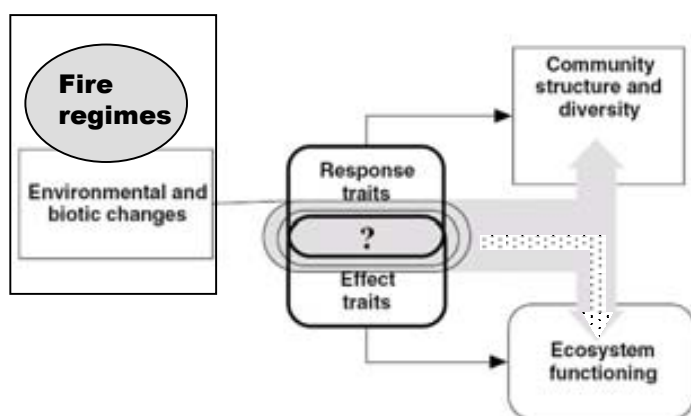 Fire
regimes
Environmental and
biotic changes
Response
traits
?
Effect
traits
Community
structure and
diversity
Ecosystem
functioning